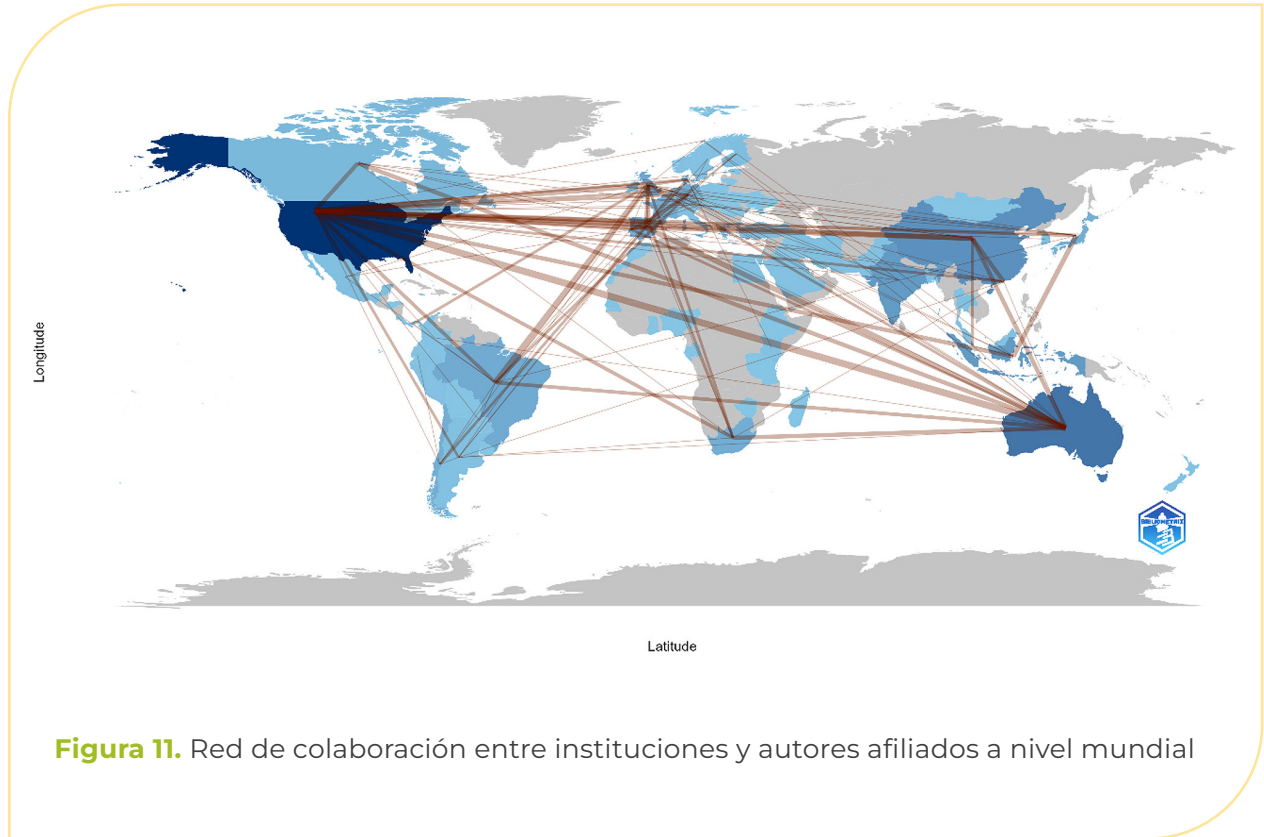 Longitude
BIBLIOMETRIX
Latitude
Figura 11. Red de colaboración entre instituciones y autores afiliados a nivel mundial